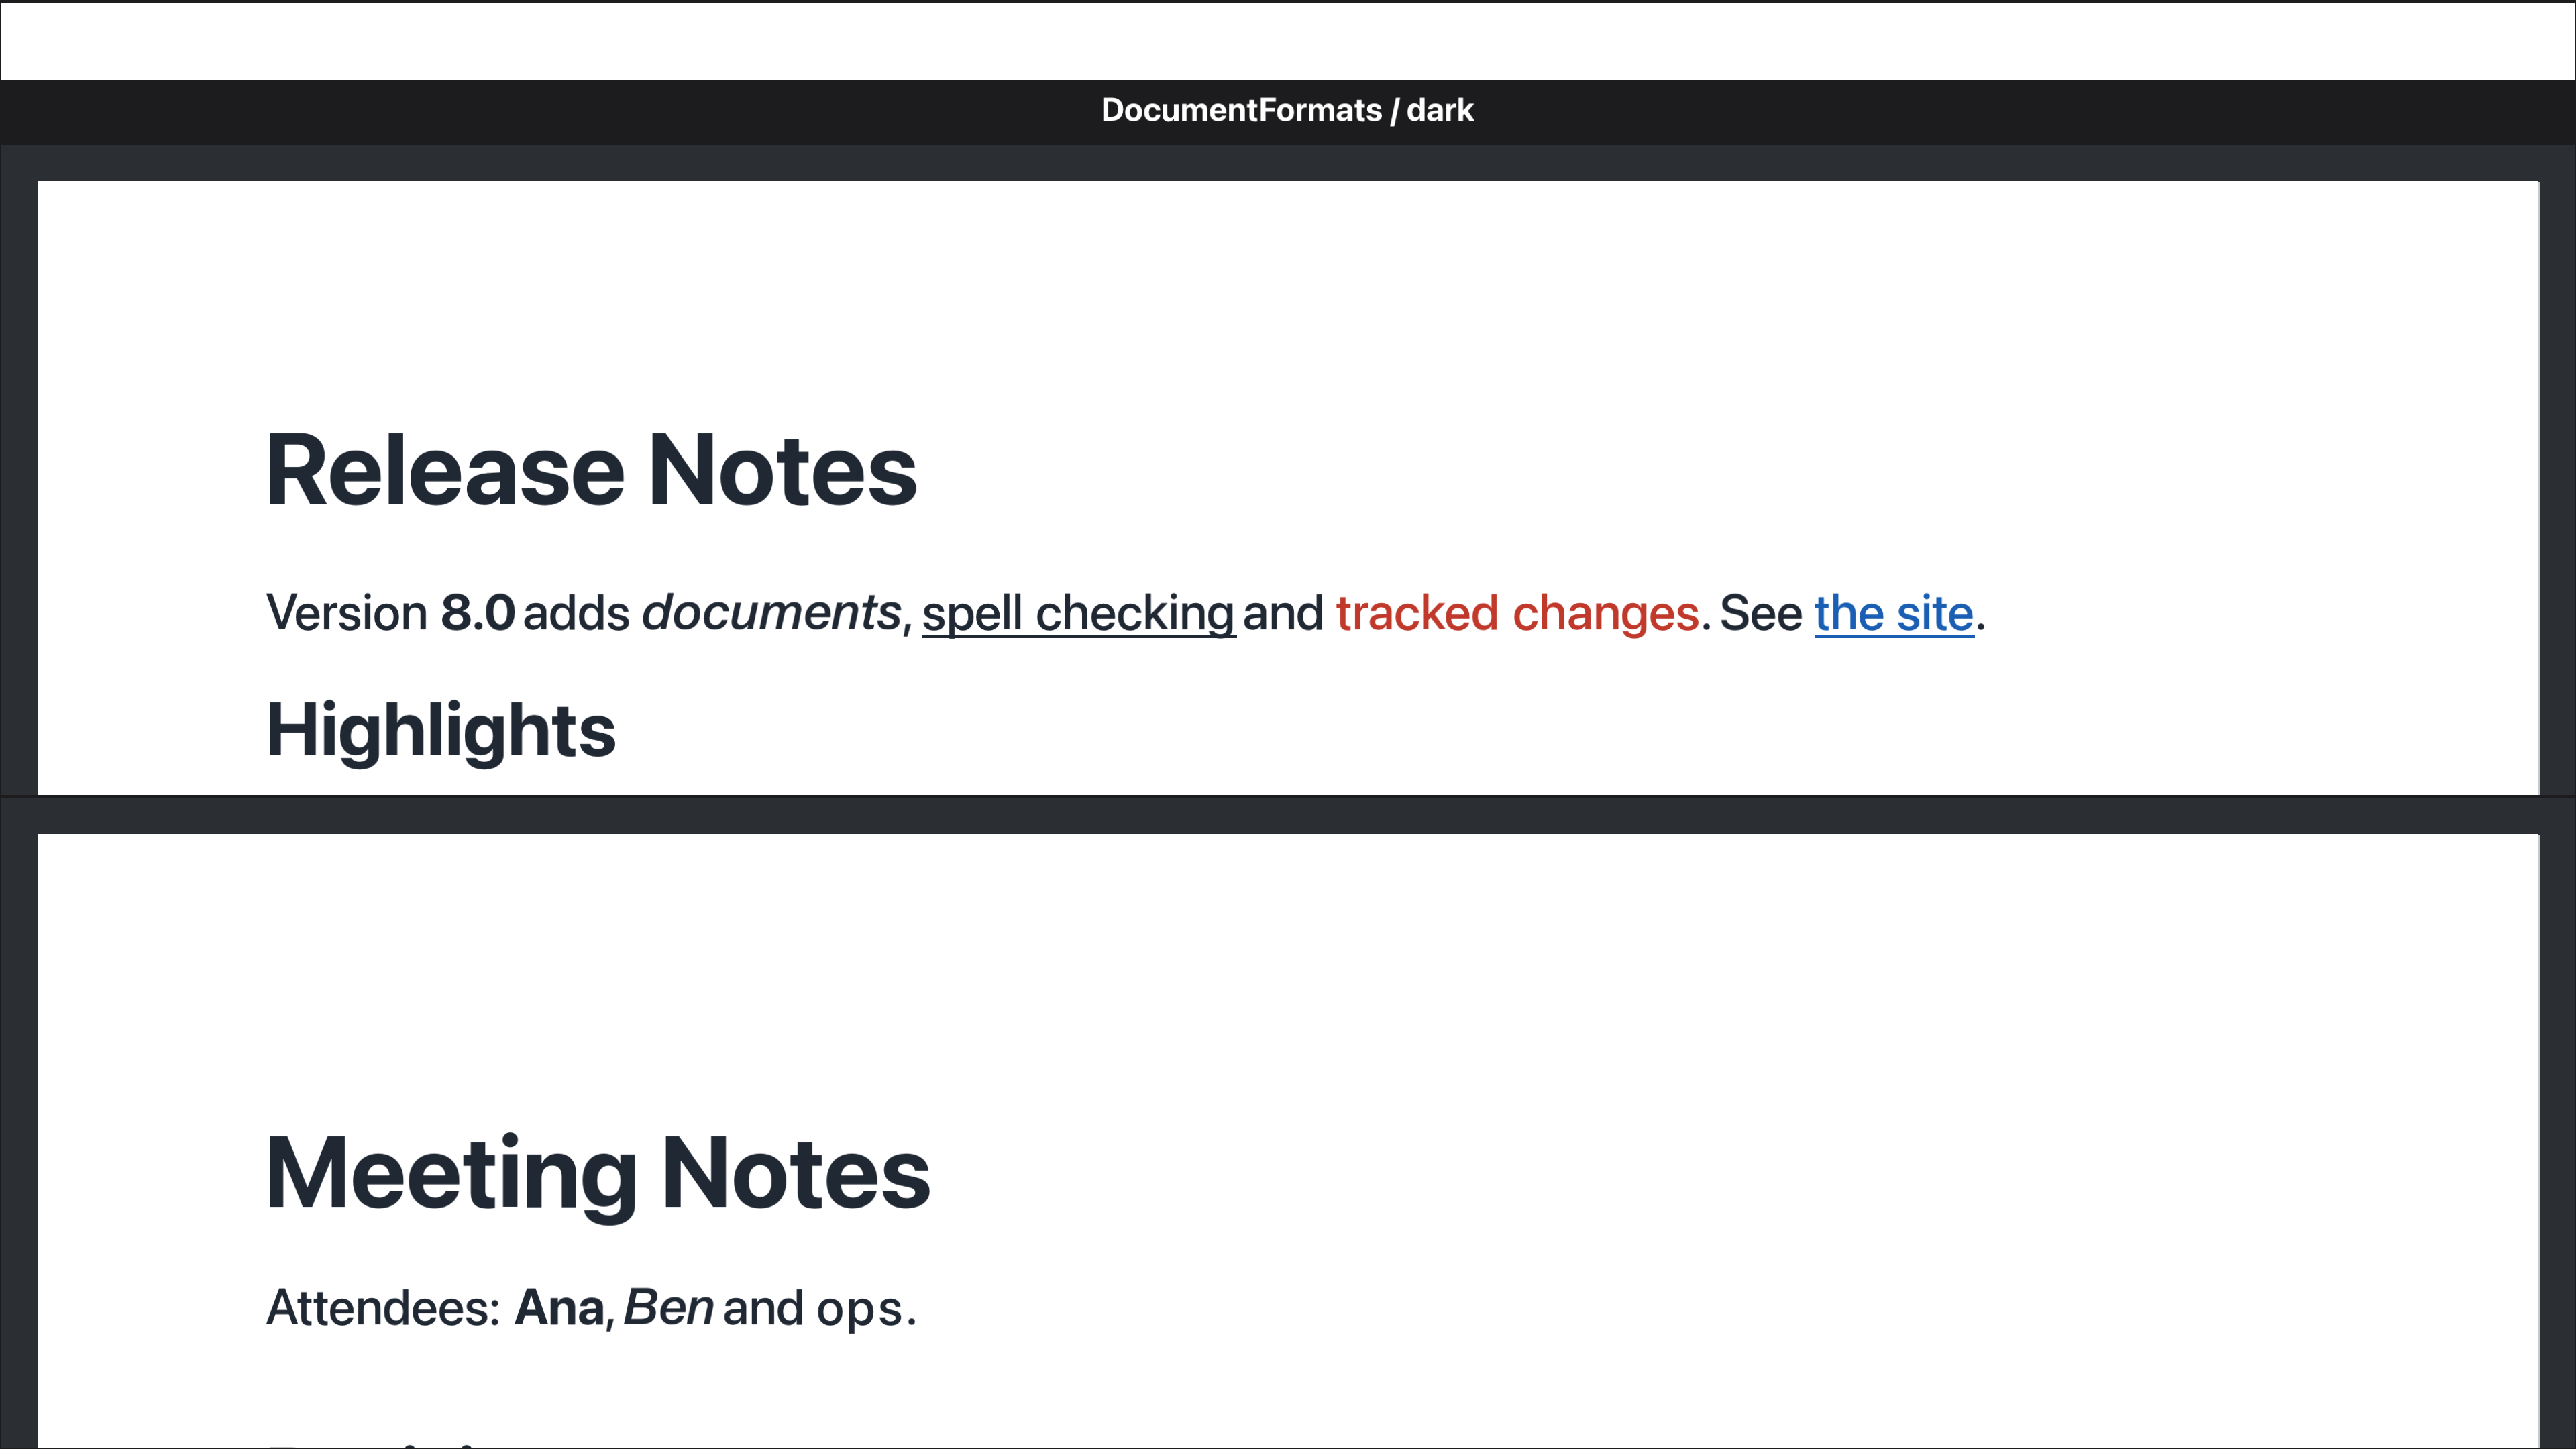 DocumentFormats / dark
Release Notes
Version 8.0 adds documents, spell checking and tracked changes. See the site.
Highlights
Meeting Notes
Attendees: Ana, Ben and ops.